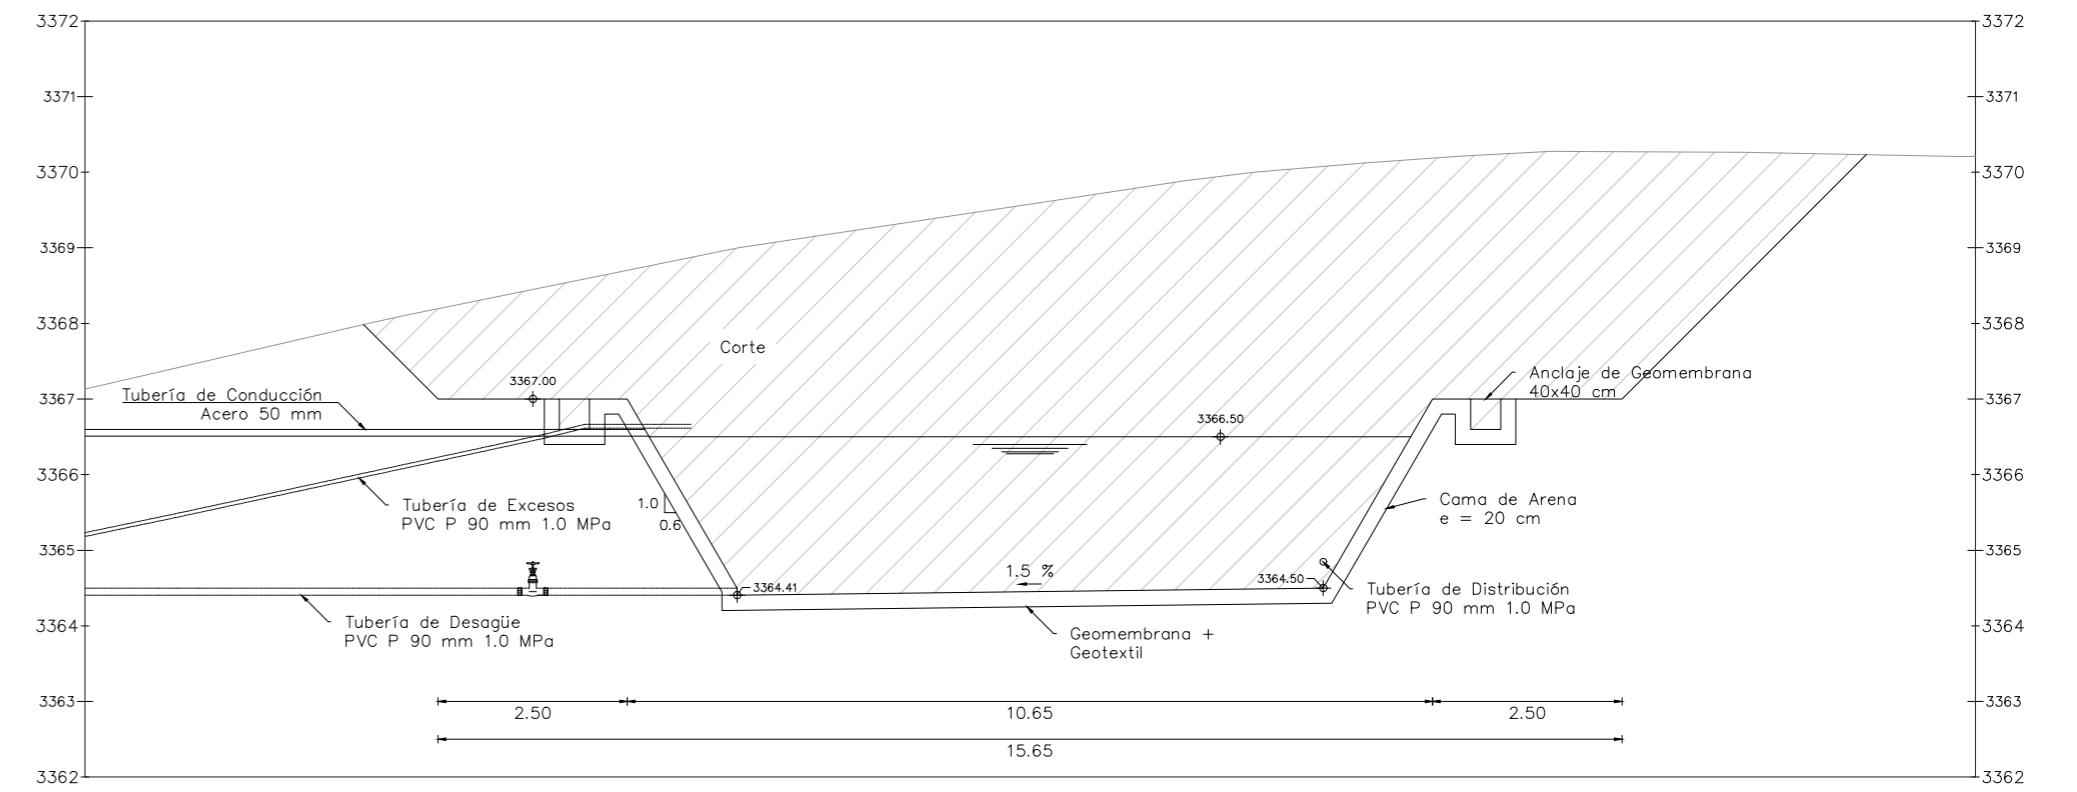 3372
3372
3371
3371
3370
3370
3369
3369
3368
3368
Corte
3367.00
3367
3367
Tubería de Conducción
Acero 50 mm
Anclaje de Geomembrana
40x40 cm
3366.50
3366
3366
1.0
0.6
Tubería de Excesos
PVC P 90 mm 1.0 MPa
Cama de Arena
e = 20 cm
3365
3365
1.5 %
3364.41
3364.50
Tubería de Distribución
PVC P 90 mm 1.0 MPa
Tubería de Desagüe
PVC P 90 mm 1.0 MPa
3364
3364
Geomembrana +
Geotextil
3363
3363
2.50
10.65
2.50
15.65
3362
3362